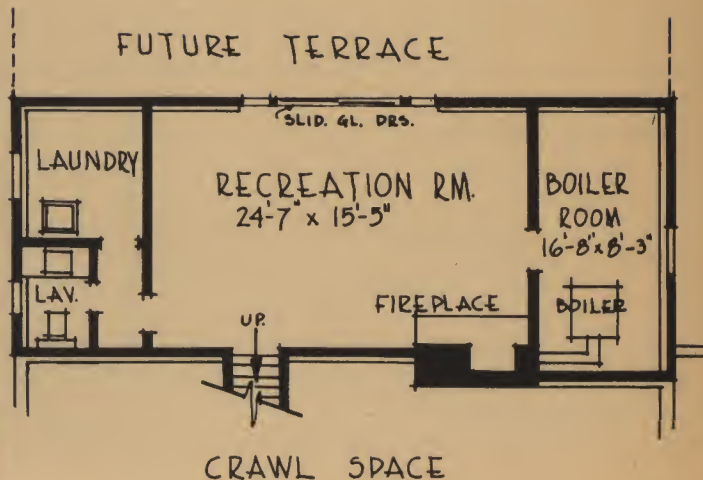 FUTURE TERRACE
SLID. GL. DRS.
LAUNDRY
RECREATION RM.
24'-7" x 15'-5"
BOILER
ROOM
16'-8" x 8'-3"
LAV.
UP.
FIREPLACE
BOILER
CRAWL SPACE